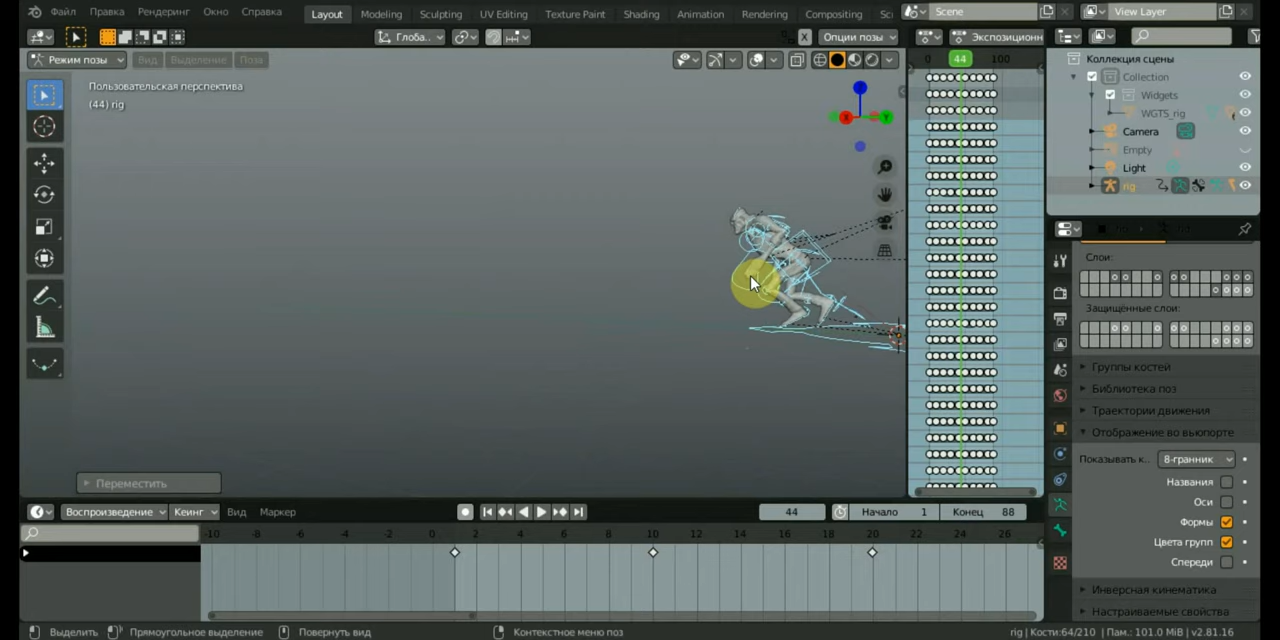 Файл Правка Рендеринг Окно Справка Layout Modeling Sculpting UV Editing Texture Paint Shading Animation Rendering Compositing Sc Scene View Layer
Глоба.. X Опции позы Экспозиционн
Режим позы Вид Выделение Поза 0 44 100
Пользовательская перспектива
(44) rig
X Y
Коллекция сцены
Collection
Widgets
WGTS_rig
Camera
Empty
Light
rig
Слои:
Защищённые слои:
Группы костей
Библиотека поз
Траектории движения
Отображение во вьюпорте
Показывать к.. 8-гранник
Названия
Оси
Формы
Цвета групп
Спереди
Инверсная кинематика
Настраиваемые свойства
Переместить
Воспроизведение Кеинг Вид Маркер 44 Начало 1 Конец 88
-10 -8 -6 -4 -2 0 2 4 6 8 10 12 14 16 18 20 22 24 26
Выделить Прямоугольное выделение Повернуть вид Контекстное меню поз rig | Кости:64/210 | Пам.: 101.0 MiB | v2.81.16